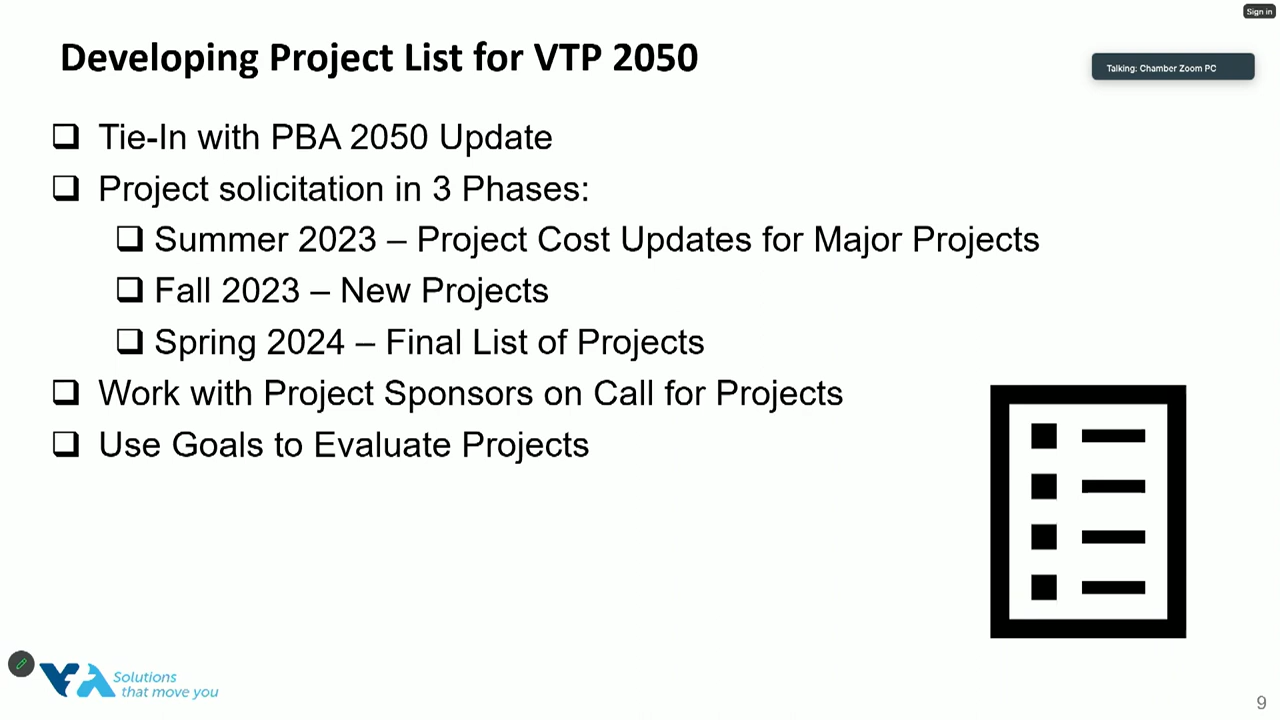 Sign in
Developing Project List for VTP 2050
Talking: Chamber Zoom PC
Tie-In with PBA 2050 Update
Project solicitation in 3 Phases:
Summer 2023 – Project Cost Updates for Major Projects
Fall 2023 – New Projects
Spring 2024 – Final List of Projects
Work with Project Sponsors on Call for Projects
Use Goals to Evaluate Projects
VTA Solutions
that move you
9